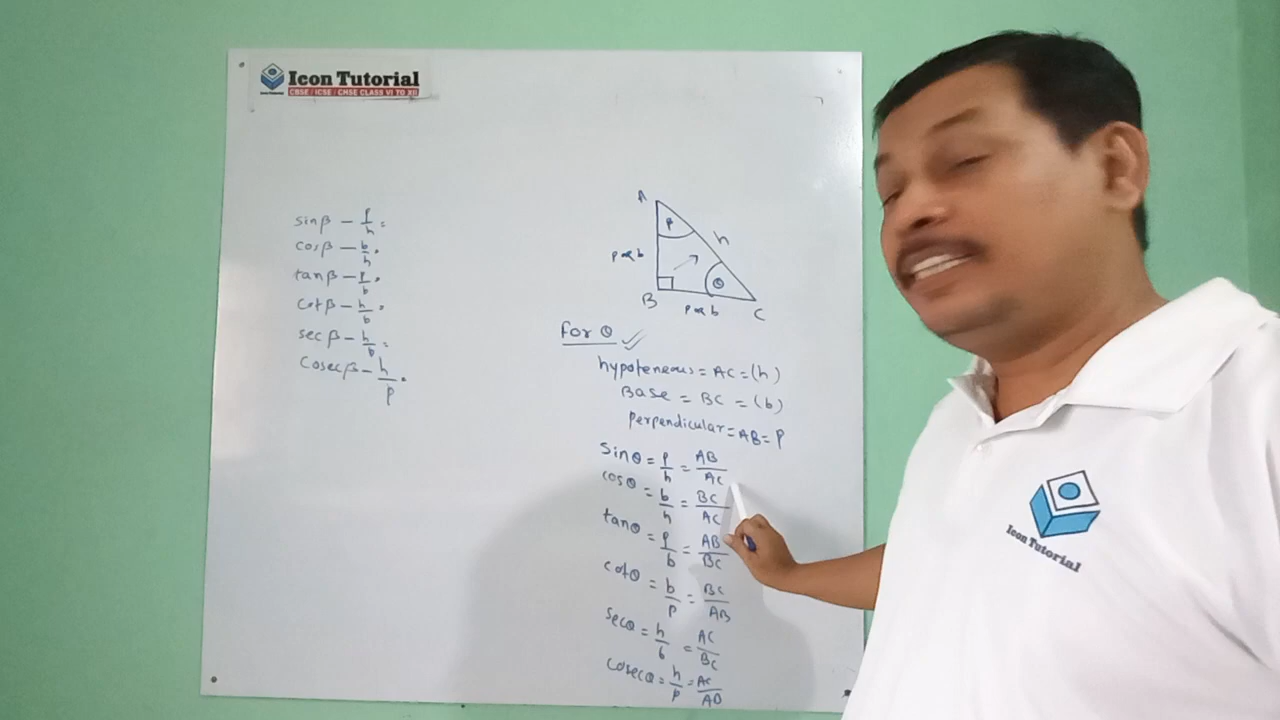 Icon Tutorial
CBSE / ICSE / CHSE CLASS VI TO XII
sinβ – p/h =
cosβ – b/h =
tanβ – p/b =
cotβ – h/b =
secβ – h/b =
cosecβ – h/p =
A
β
h
p or b
θ
B
p or b
C
For θ
hypoteneous = AC = (h)
Base = BC = (b)
perpendicular = AB = P
Sinθ = p/h = AB/AC
cosθ = b/h = BC/AC
tanθ = p/b = AB/BC
cotθ = b/p = BC/AB
secθ = h/b = AC/BC
cosecθ = h/p = AC/AB
Icon Tutorial